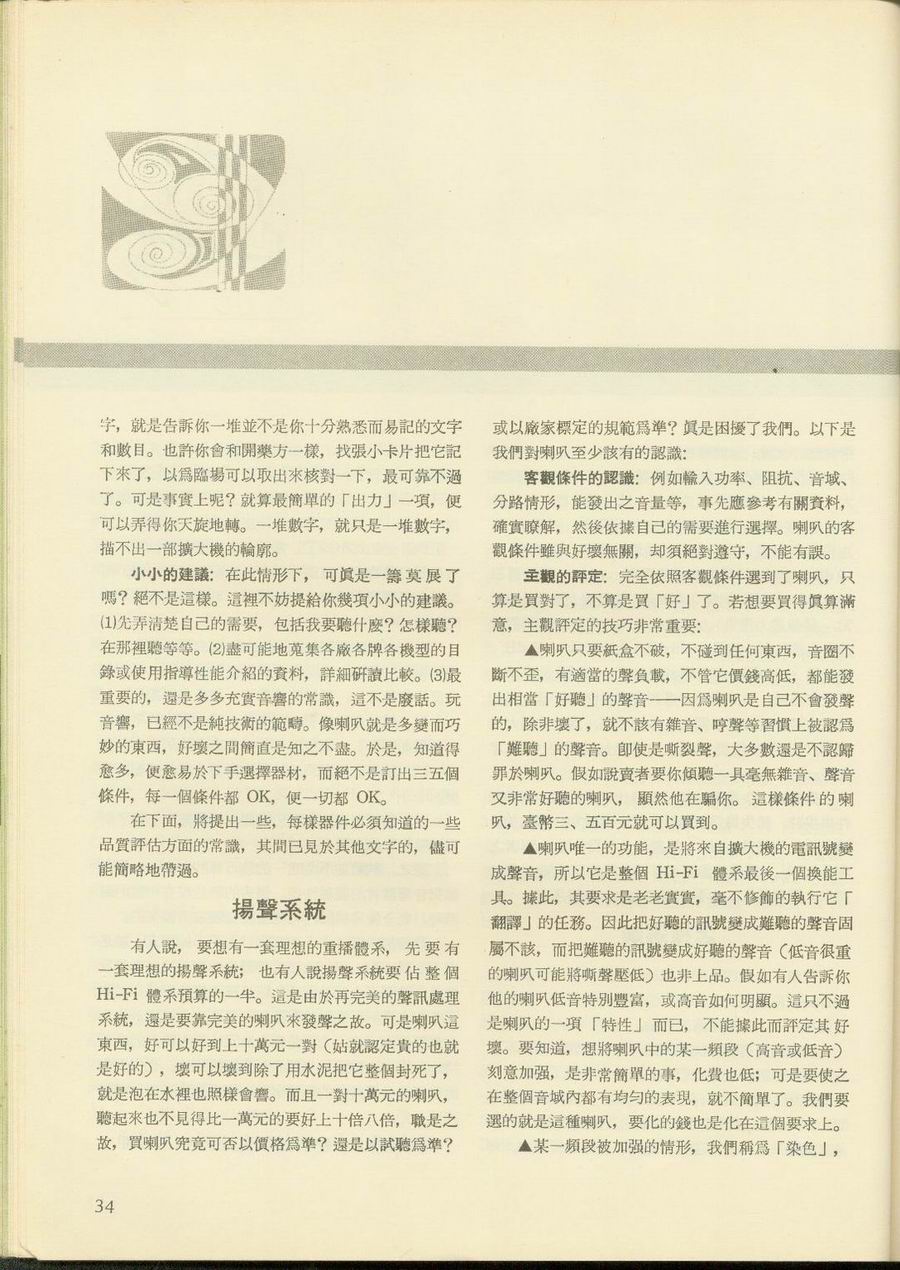 字，就是告訴你一堆並不是你十分熟悉而易記的文字
和數目。也許你會和開藥方一樣，找張小卡片把它記
下來了，以爲臨場可以取出來核對一下，最可靠不過
了。可是事實上呢？就算最簡單的「出力」一項，便
可以弄得你天旋地轉。一堆數字，就只是一堆數字，
描不出一部擴大機的輪廓。
小小的建議：在此情形下，可眞是一籌莫展了
嗎？絕不是這樣。這裡不妨提給你幾項小小的建議。
⑴先弄清楚自己的需要，包括我要聽什麼？怎樣聽？
在那裡聽等等。⑵盡可能地蒐集各廠各牌各機型的目
錄或使用指導性能介紹的資料，詳細硏讀比較。⑶最
重要的，還是多多充實音響的常識，這不是廢話。玩
音響，已經不是純技術的範疇。像喇叭就是多變而巧
妙的東西，好壞之間簡直是知之不盡。於是，知道得
愈多，便愈易於下手選擇器材，而絕不是訂出三五個
條件，每一個條件都 OK，便一切都 OK。
在下面，將提出一些，每樣器件必須知道的一些
品質評估方面的常識，其間已見於其他文字的，儘可
能簡略地帶過。
揚聲系統
有人說，要想有一套理想的重播體系，先要有
一套理想的揚聲系統；也有人說揚聲系統要佔整個
Hi-Fi 體系預算的一半。這是由於再完美的聲訊處理
系統，還是要靠完美的喇叭來發聲之故。可是喇叭這
東西，好可以好到上十萬元一對（姑就認定貴的也就
是好的），壞可以壞到除了用水泥把它整個封死了，
就是泡在水裡也照樣會響。而且一對十萬元的喇叭，
聽起來也不見得比一萬元的要好上十倍八倍，職是之
故，買喇叭究竟可否以價格爲準？還是以試聽爲準？
或以廠家標定的規範爲準？眞是困擾了我們。以下是
我們對喇叭至少該有的認識：
客觀條件的認識：例如輸入功率、阻抗、音域、
分路情形，能發出之音量等，事先應參考有關資料，
確實瞭解，然後依據自己的需要進行選擇。喇叭的客
觀條件雖與好壞無關，却須絕對遵守，不能有誤。
主觀的評定：完全依照客觀條件選到了喇叭，只
算是買對了，不算是買「好」了。若想要買得眞算滿
意，主觀評定的技巧非常重要：
▲喇叭只要紙盒不破，不碰到任何東西，音圈不
斷不歪，有適當的聲負載，不管它價錢高低，都能發
出相當「好聽」的聲音——因爲喇叭是自己不會發聲
的，除非壞了，就不該有雜音、哼聲等習慣上被認爲
「難聽」的聲音。卽使是嘶裂聲，大多數還是不認歸
罪於喇叭。假如說賣者要你傾聽一具毫無雜音、聲音
又非常好聽的喇叭，顯然他在騙你。這樣條件的喇
叭，臺幣三、五百元就可以買到。
▲喇叭唯一的功能，是將來自擴大機的電訊號變
成聲音，所以它是整個 Hi-Fi 體系最後一個換能工
具。據此，其要求是老老實實，毫不修飾的執行它「
翻譯」的任務。因此把好聽的訊號變成難聽的聲音固
屬不該，而把難聽的訊號變成好聽的聲音（低音很重
的喇叭可能將嘶聲壓低）也非上品。假如有人告訴你
他的喇叭低音特別豐富，或高音如何明顯。這只不過
是喇叭的一項「特性」而已，不能據此而評定其好
壞。要知道，想將喇叭中的某一頻段（高音或低音）
刻意加强，是非常簡單的事，化費也低；可是要使之
在整個音域內都有均勻的表現，就不簡單了。我們要
選的就是這種喇叭，要化的錢也是化在這個要求上。
▲某一頻段被加强的情形，我們稱爲「染色」，
34